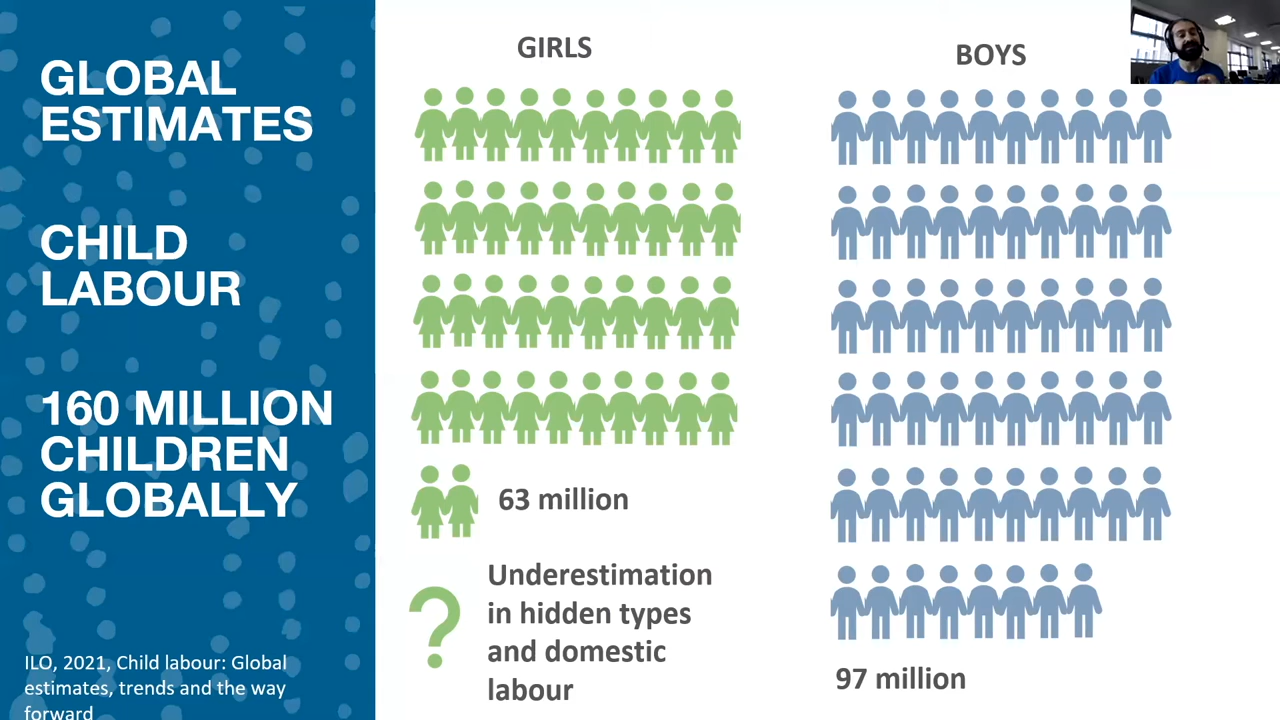 GLOBAL
ESTIMATES
CHILD
LABOUR
160 MILLION
CHILDREN
GLOBALLY
ILO, 2021, Child labour: Global
estimates, trends and the way
forward
GIRLS
63 million
?
Underestimation
in hidden types
and domestic
labour
BOYS
97 million